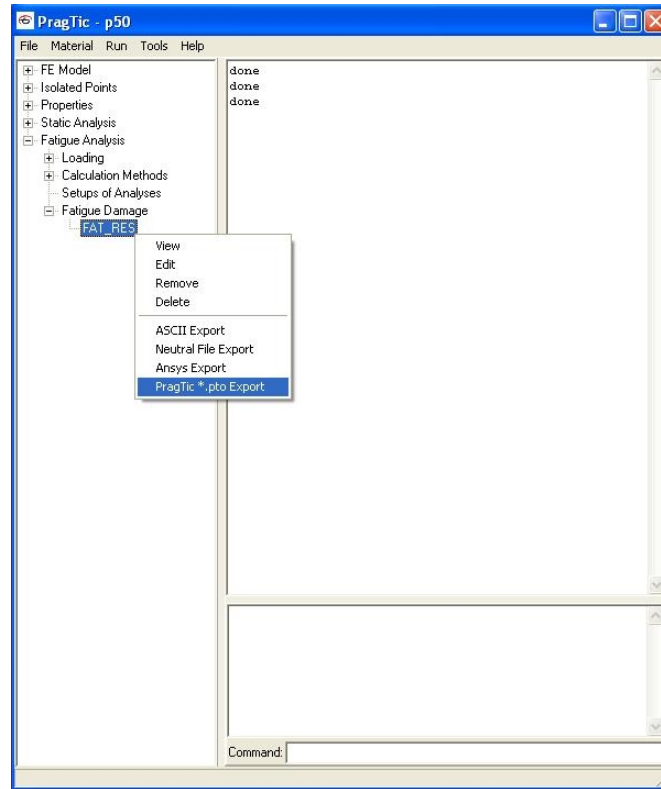 PragTic - p50
File Material Run Tools Help
FE Model
Isolated Points
Properties
Static Analysis
Fatigue Analysis
Loading
Calculation Methods
Setups of Analyses
Fatigue Damage
FAT_RES
done
done
done
View
Edit
Remove
Delete
ASCII Export
Neutral File Export
Ansys Export
PragTic *.pto Export
Command: